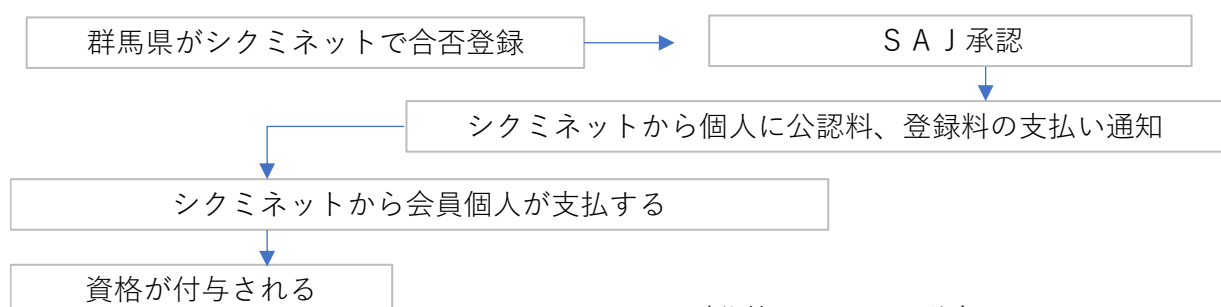 群馬県がシクミネットで合否登録
ＳＡＪ承認
シクミネットから個人に公認料、登録料の支払い通知
シクミネットから会員個人が支払する
資格が付与される